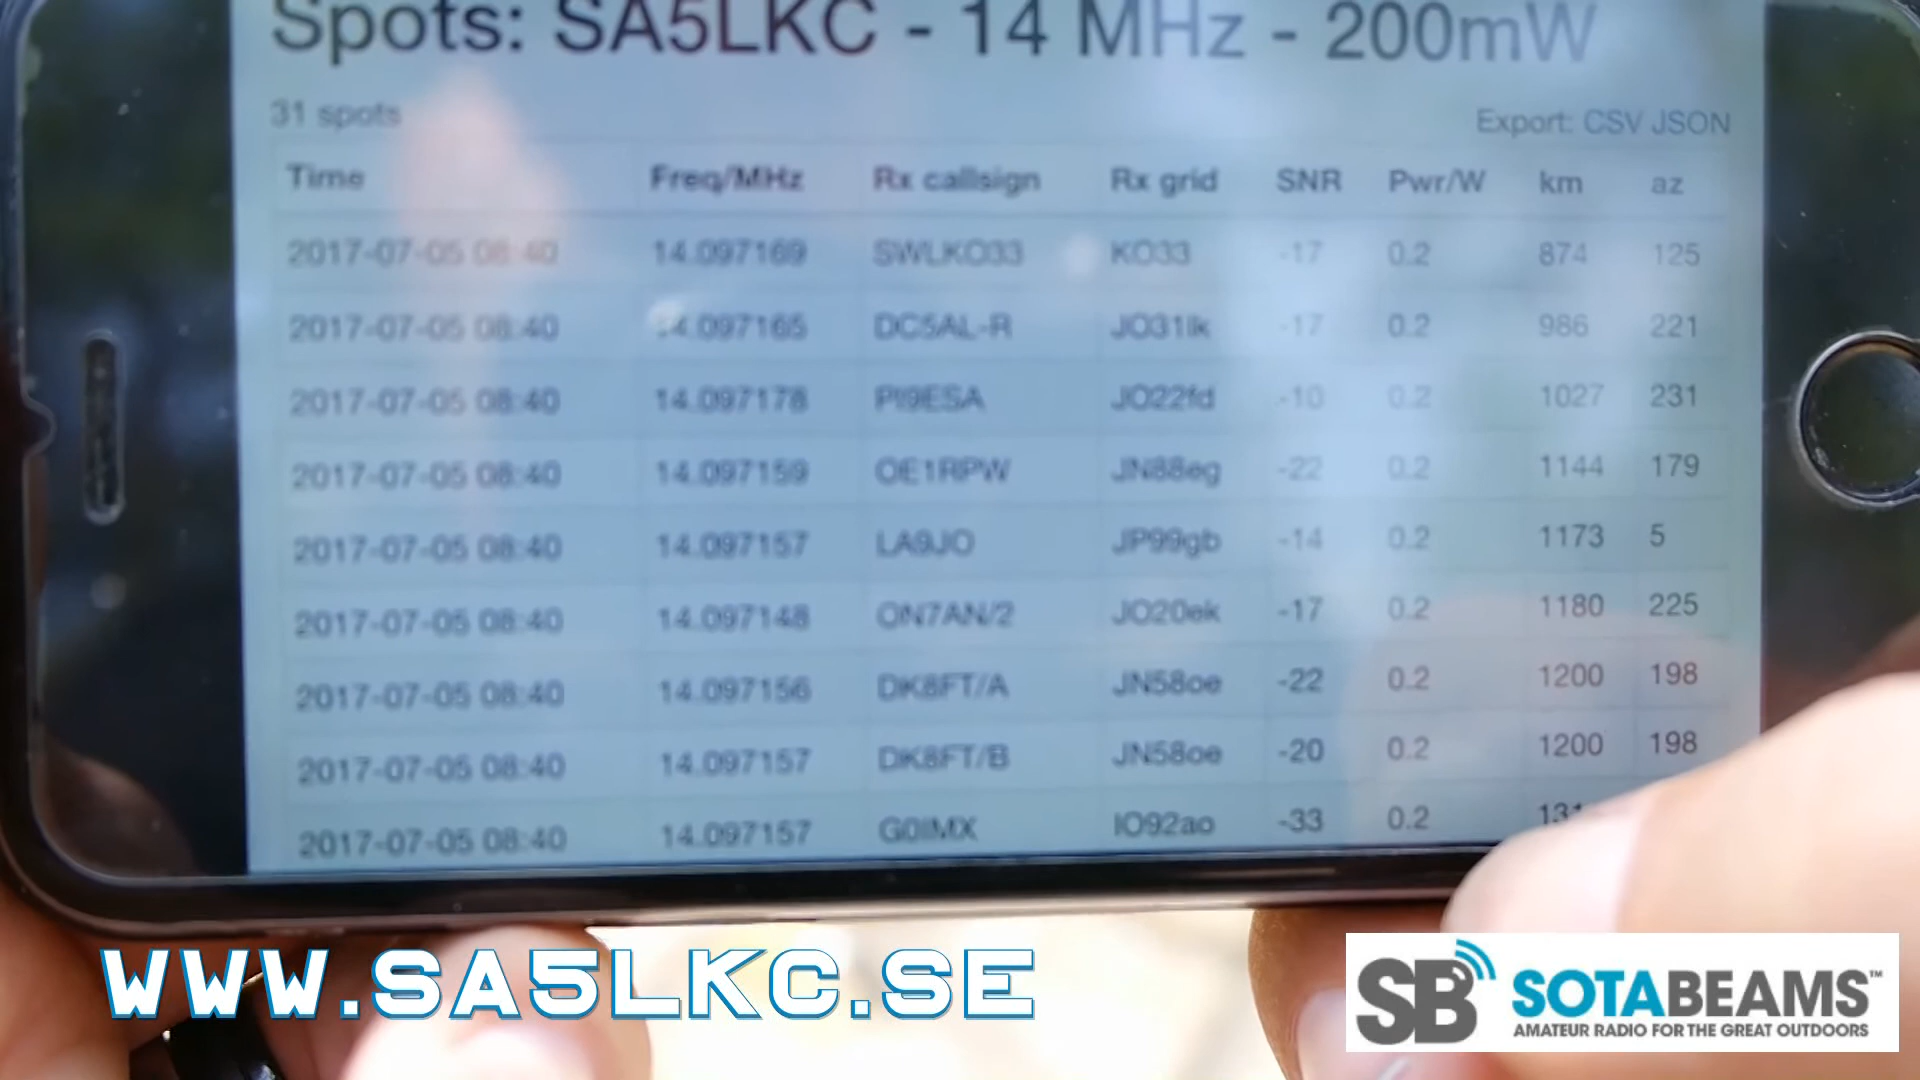 Spots: SA5LKC - 14 MHz - 200mW
31 spots
Export: CSV JSON
Time Freq/MHz Rx callsign Rx grid SNR Pwr/W km az
2017-07-05 08:40 14.097169 SWLKO33 KO33 -17 0.2 874 125
2017-07-05 08:40 14.097165 DC5AL-R JO31lk -17 0.2 986 221
2017-07-05 08:40 14.097178 PI9ESA JO22fd -10 0.2 1027 231
2017-07-05 08:40 14.097159 OE1RPW JN88eg -22 0.2 1144 179
2017-07-05 08:40 14.097157 LA9JO JP99gb -14 0.2 1173 5
2017-07-05 08:40 14.097148 ON7AN/2 JO20ek -17 0.2 1180 225
2017-07-05 08:40 14.097156 DK8FT/A JN58oe -22 0.2 1200 198
2017-07-05 08:40 14.097157 DK8FT/B JN58oe -20 0.2 1200 198
2017-07-05 08:40 14.097157 G0IMX IO92ao -33 0.2
WWW.SA5LKC.SE
SB SOTABEAMS™
AMATEUR RADIO FOR THE GREAT OUTDOORS